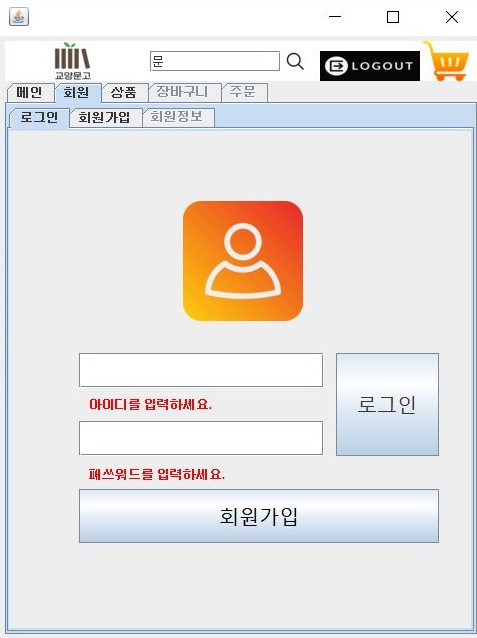 교양문고
문
LOGOUT
메인 회원 상품 장바구니 주문
로그인 회원가입 회원정보
아이디를 입력하세요.
로그인
패쓰워드를 입력하세요.
회원가입